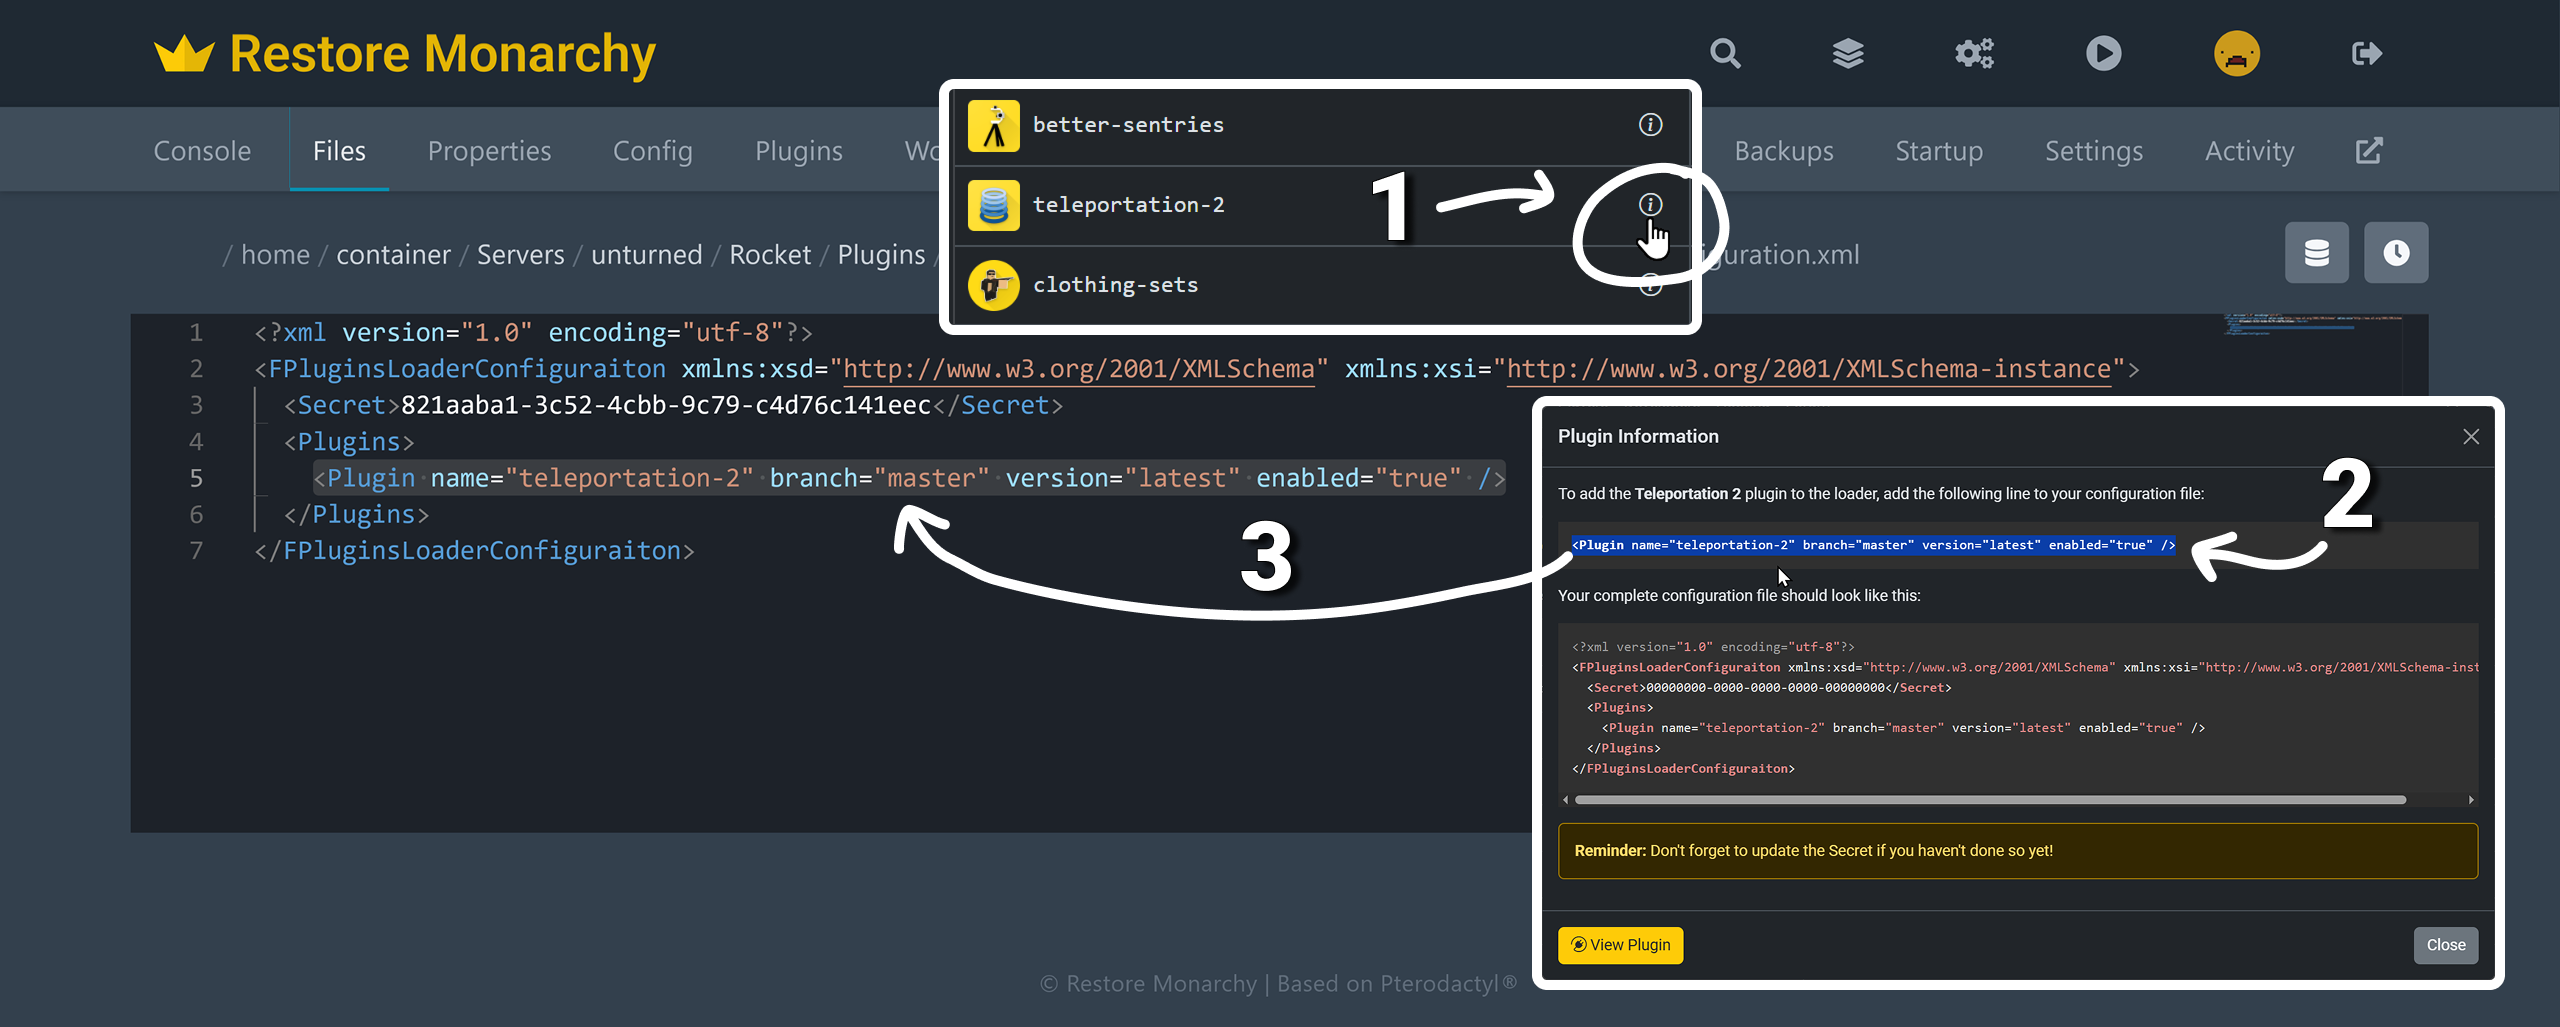 Restore Monarchy
Console Files Properties Config Plugins Wo Backups Startup Settings Activity
better-sentries
1
teleportation-2
clothing-sets
/ home / container / Servers / unturned / Rocket / Plugins / iguration.xml
1 <?xml version="1.0" encoding="utf-8"?>
2 <FPluginsLoaderConfiguraiton xmlns:xsd="http://www.w3.org/2001/XMLSchema" xmlns:xsi="http://www.w3.org/2001/XMLSchema-instance">
3 <Secret>821aaba1-3c52-4cbb-9c79-c4d76c141eec</Secret>
4 <Plugins>
5 <Plugin name="teleportation-2" branch="master" version="latest" enabled="true" />
6 </Plugins>
7 </FPluginsLoaderConfiguraiton>
3
Plugin Information
2
To add the Teleportation 2 plugin to the loader, add the following line to your configuration file:
<Plugin name="teleportation-2" branch="master" version="latest" enabled="true" />
Your complete configuration file should look like this:
<?xml version="1.0" encoding="utf-8"?>
<FPluginsLoaderConfiguraiton xmlns:xsd="http://www.w3.org/2001/XMLSchema" xmlns:xsi="http://www.w3.org/2001/XMLSchema-inst
<Secret>00000000-0000-0000-0000-00000000</Secret>
<Plugins>
<Plugin name="teleportation-2" branch="master" version="latest" enabled="true" />
</Plugins>
</FPluginsLoaderConfiguraiton>
Reminder: Don't forget to update the Secret if you haven't done so yet!
View Plugin
Close
© Restore Monarchy | Based on Pterodactyl®